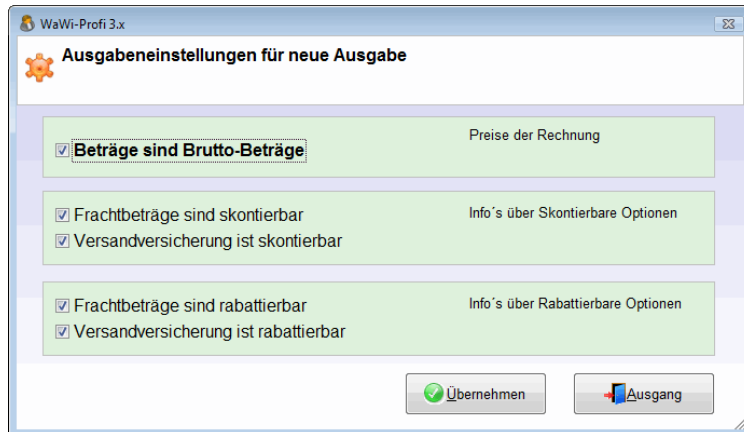 WaWi-Profi 3.x
Ausgabeneinstellungen für neue Ausgabe
Beträge sind Brutto-Beträge
Preise der Rechnung
Frachtbeträge sind skontierbar
Info´s über Skontierbare Optionen
Versandversicherung ist skontierbar
Frachtbeträge sind rabattierbar
Info´s über Rabattierbare Optionen
Versandversicherung ist rabattierbar
Übernehmen
Ausgang